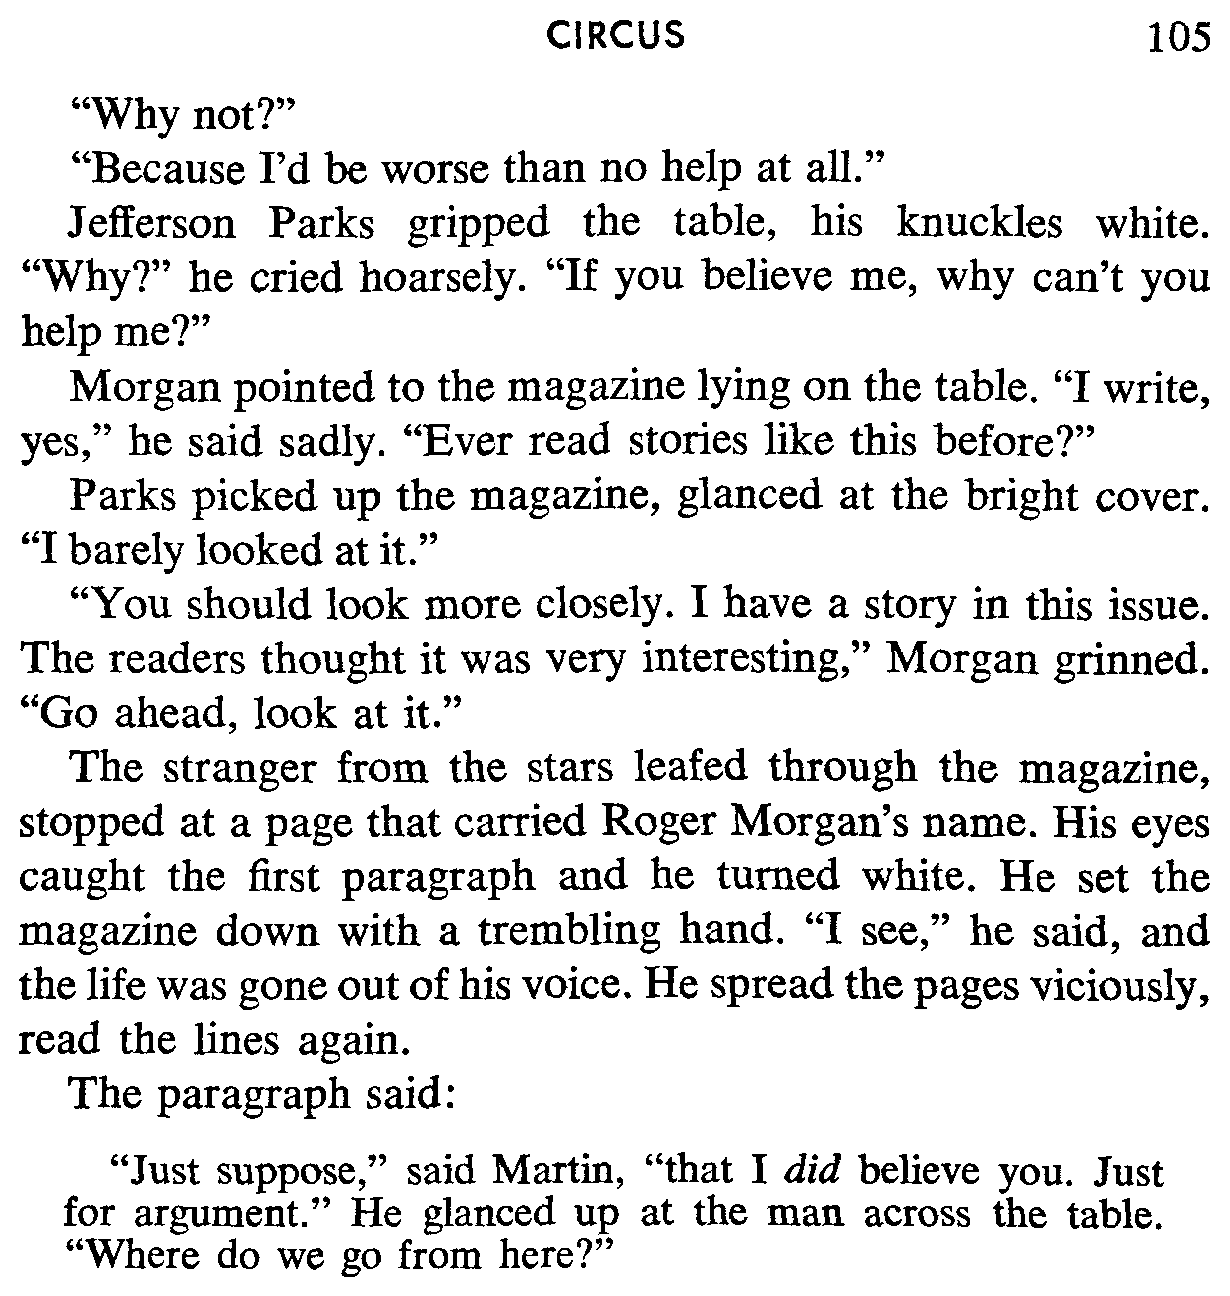 CIRCUS 105
“Why not?”
“Because I’d be worse than no help at all.”
Jefferson Parks gripped the table, his knuckles white.
“Why?” he cried hoarsely. “If you believe me, why can’t you
help me?”
Morgan pointed to the magazine lying on the table. “I write,
yes,” he said sadly. “Ever read stories like this before?”
Parks picked up the magazine, glanced at the bright cover.
“I barely looked at it.”
“You should look more closely. I have a story in this issue.
The readers thought it was very interesting,” Morgan grinned.
“Go ahead, look at it.”
The stranger from the stars leafed through the magazine,
stopped at a page that carried Roger Morgan’s name. His eyes
caught the first paragraph and he turned white. He set the
magazine down with a trembling hand. “I see,” he said, and
the life was gone out of his voice. He spread the pages viciously,
read the lines again.
The paragraph said:
“Just suppose,” said Martin, “that I did believe you. Just
for argument.” He glanced up at the man across the table.
“Where do we go from here?”